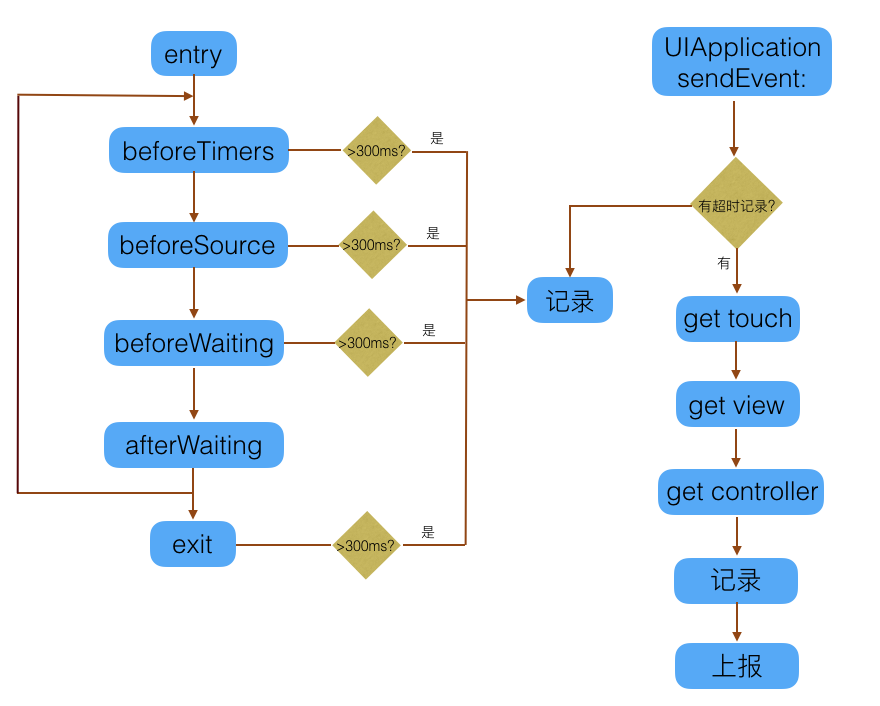 entry
beforeTimers
>300ms?
是
beforeSource
>300ms?
是
beforeWaiting
>300ms?
是
afterWaiting
exit
>300ms?
是
记录
UIApplication
sendEvent:
有超时记录?
有
get touch
get view
get controller
记录
上报